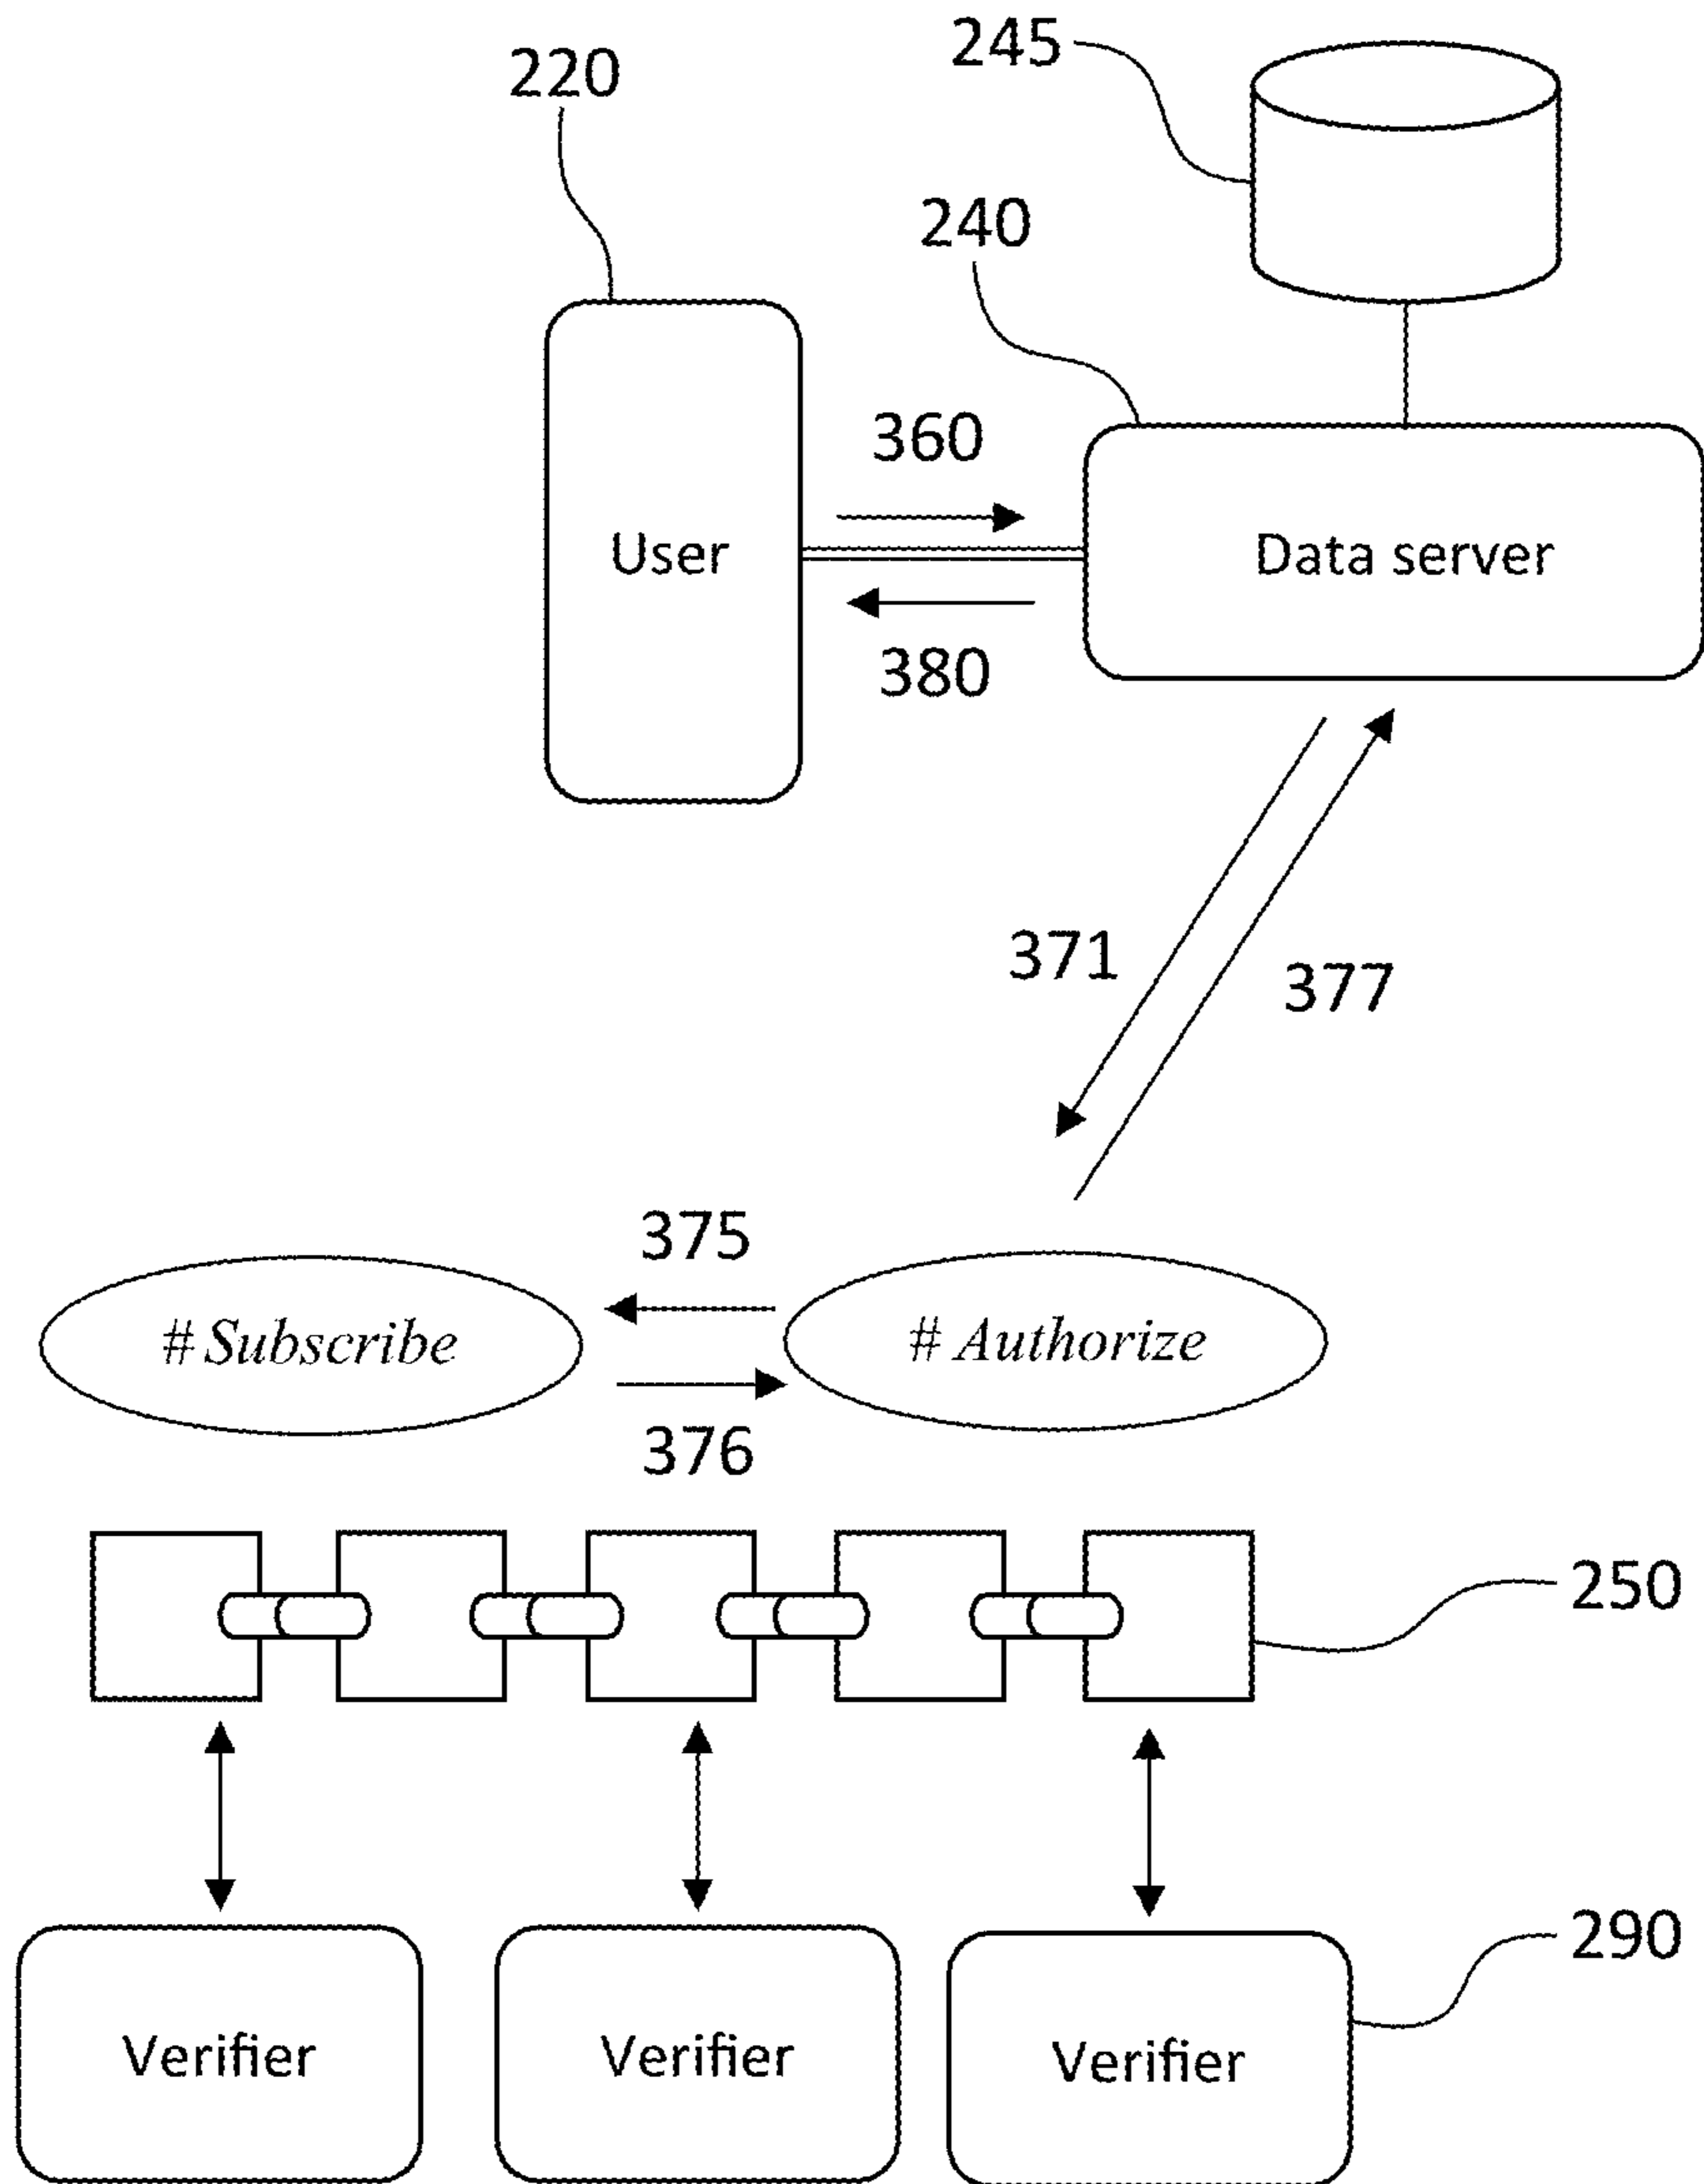 245
220
240
360
User
Data server
380
371
377
375
# Subscribe
# Authorize
376
250
290
Verifier
Verifier
Verifier